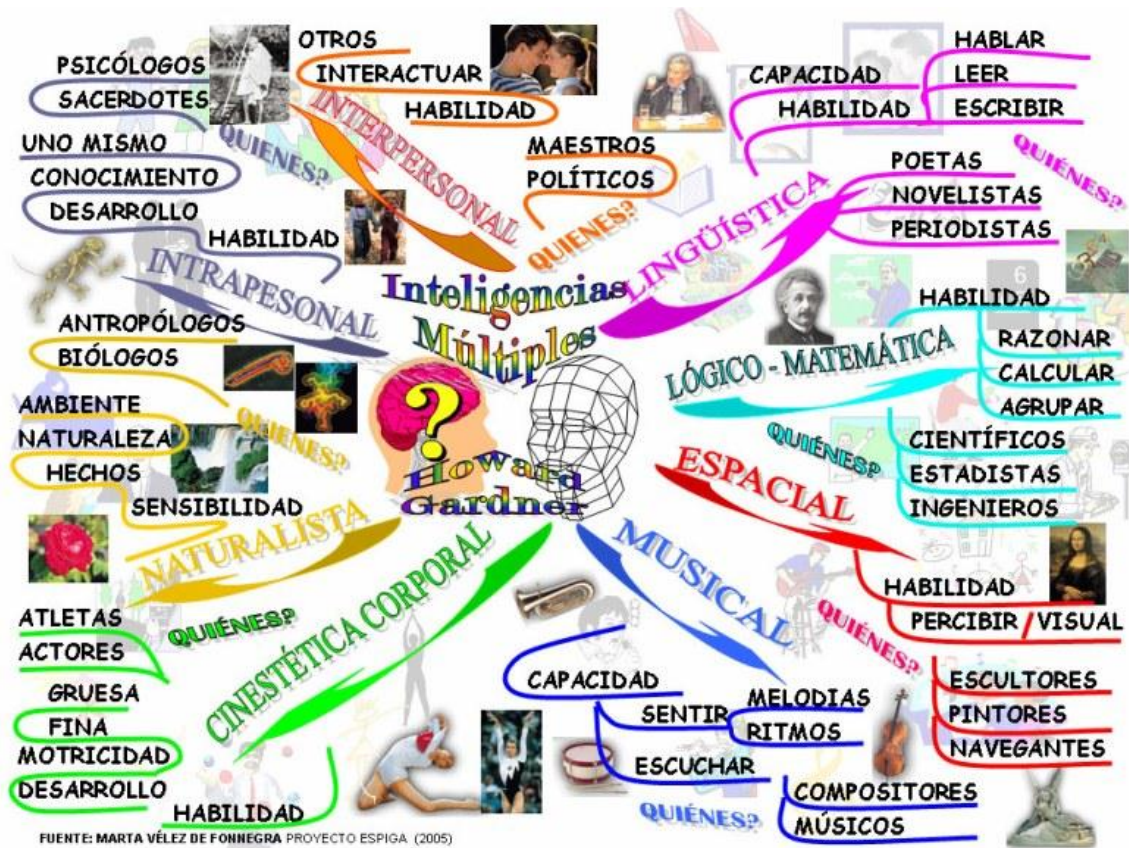 Inteligencias
Múltiples
?
Howard
Gardner
INTERPERSONAL
OTROS
INTERACTUAR
HABILIDAD
QUIENES?
MAESTROS
POLÍTICOS
LINGÜÍSTICA
CAPACIDAD
HABILIDAD
HABLAR
LEER
ESCRIBIR
QUIÉNES?
POETAS
NOVELISTAS
PERIODISTAS
LÓGICO - MATEMÁTICA
HABILIDAD
RAZONAR
CALCULAR
AGRUPAR
QUIÉNES?
CIENTÍFICOS
ESTADISTAS
INGENIEROS
6
ESPACIAL
HABILIDAD
PERCIBIR / VISUAL
QUIÉNES?
ESCULTORES
PINTORES
NAVEGANTES
MUSICAL
CAPACIDAD
SENTIR
MELODIAS
RITMOS
ESCUCHAR
QUIÉNES?
COMPOSITORES
MÚSICOS
CINESTÉTICA CORPORAL
QUIÉNES?
ATLETAS
ACTORES
GRUESA
FINA
MOTRICIDAD
DESARROLLO
HABILIDAD
NATURALÍSTA
QUIENES?
ANTROPÓLOGOS
BIÓLOGOS
AMBIENTE
NATURALEZA
HECHOS
SENSIBILIDAD
INTRAPESONAL
QUIENES?
PSICÓLOGOS
SACERDOTES
UNO MISMO
CONOCIMIENTO
DESARROLLO
HABILIDAD
FUENTE: MARTA VÉLEZ DE FONNEGRA PROYECTO ESPIGA (2005)